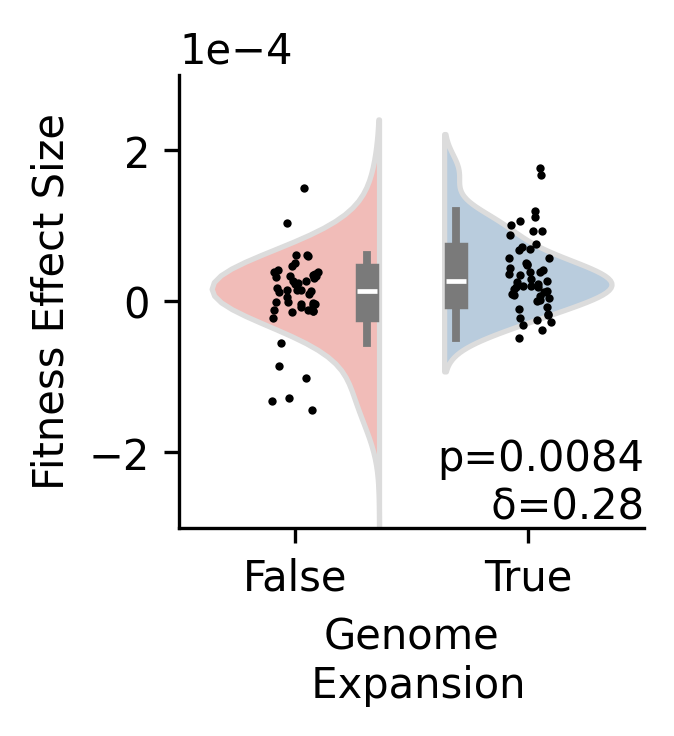 1e−4
Fitness Effect Size
2
0
−2
p=0.0084
δ=0.28
False
True
Genome
Expansion